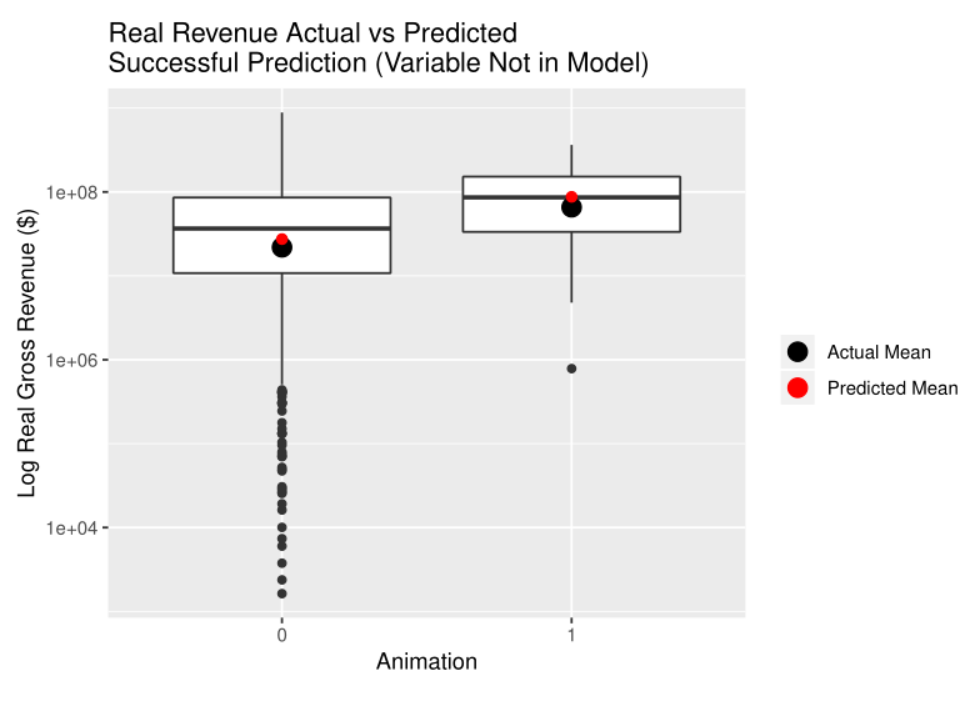 Real Revenue Actual vs Predicted
Successful Prediction (Variable Not in Model)
Log Real Gross Revenue ($)
1e+08
1e+06
1e+04
0
1
Animation
Actual Mean
Predicted Mean